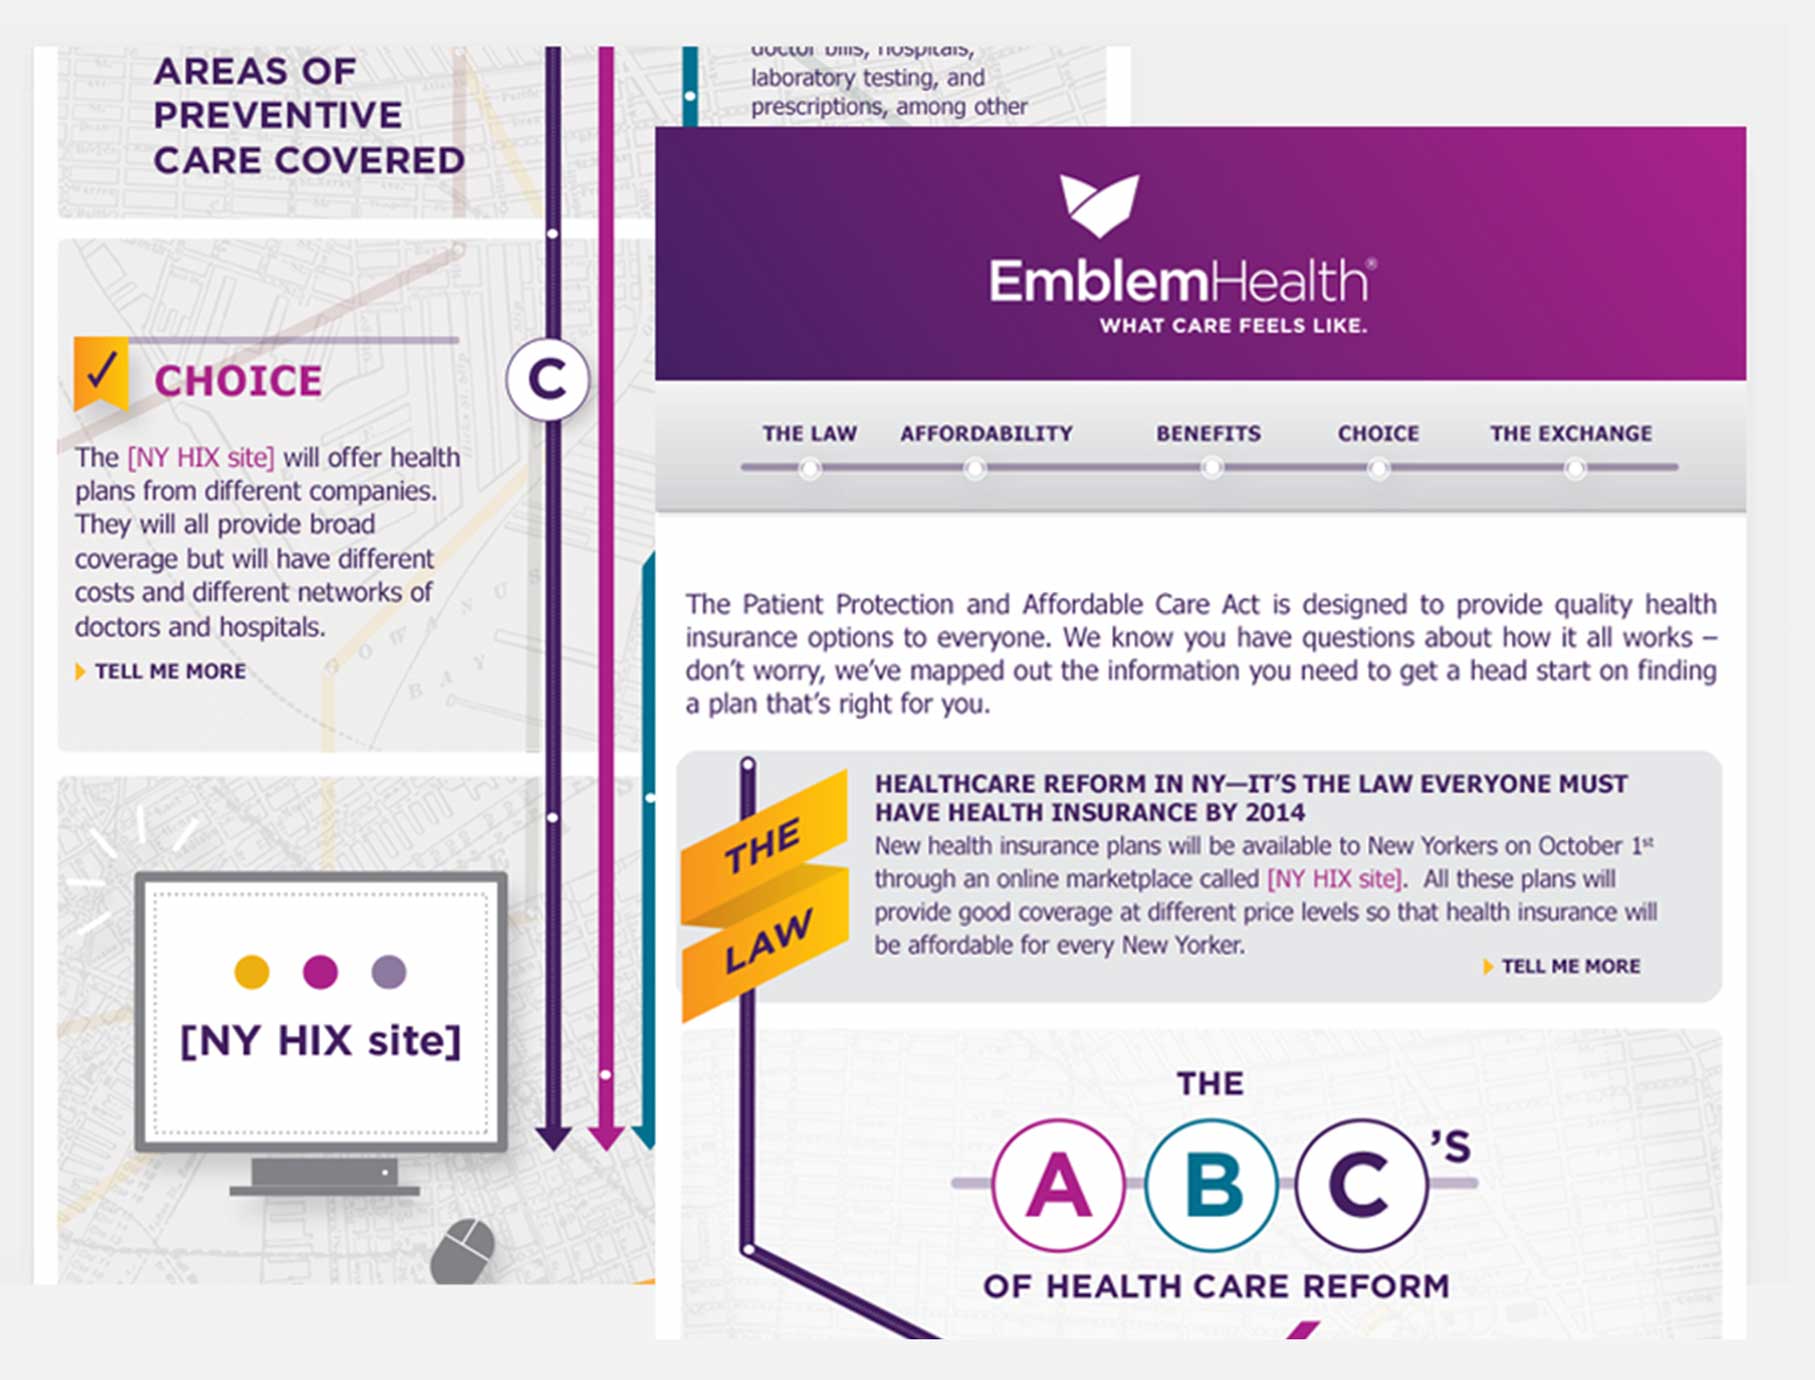 AREAS OF
PREVENTIVE
CARE COVERED
doctor bills, hospitals,
laboratory testing, and
prescriptions, among other
✓ CHOICE
C
The [NY HIX site] will offer health
plans from different companies.
They will all provide broad
coverage but will have different
costs and different networks of
doctors and hospitals.
TELL ME MORE
GOWANUS
BAY
[NY HIX site]
EmblemHealth®
WHAT CARE FEELS LIKE.
THE LAW AFFORDABILITY BENEFITS CHOICE THE EXCHANGE
The Patient Protection and Affordable Care Act is designed to provide quality health
insurance options to everyone. We know you have questions about how it all works –
don’t worry, we’ve mapped out the information you need to get a head start on finding
a plan that’s right for you.
THE
LAW
HEALTHCARE REFORM IN NY—IT’S THE LAW EVERYONE MUST
HAVE HEALTH INSURANCE BY 2014
New health insurance plans will be available to New Yorkers on October 1st
through an online marketplace called [NY HIX site].  All these plans will
provide good coverage at different price levels so that health insurance will
be affordable for every New Yorker.
TELL ME MORE
THE
A B C ’S
OF HEALTH CARE REFORM